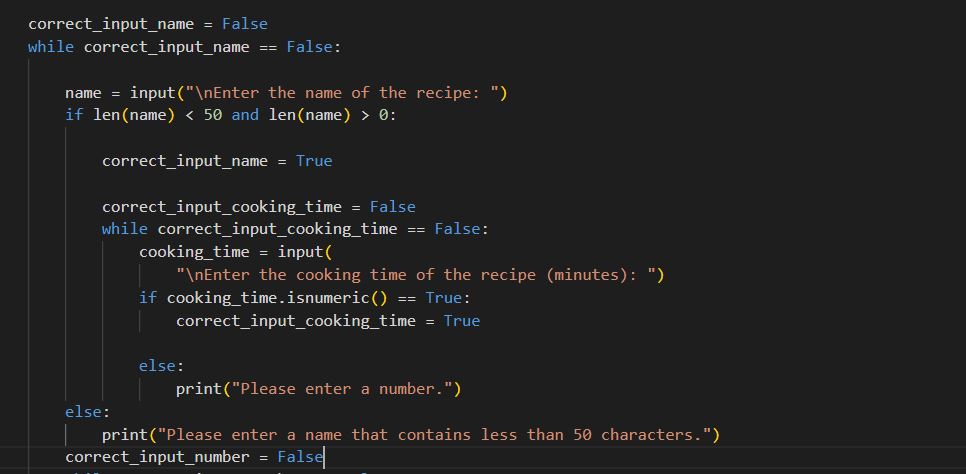 correct_input_name = False
while correct_input_name == False:
name = input("\nEnter the name of the recipe: ")
if len(name) < 50 and len(name) > 0:
correct_input_name = True
correct_input_cooking_time = False
while correct_input_cooking_time == False:
cooking_time = input(
"\nEnter the cooking time of the recipe (minutes): ")
if cooking_time.isnumeric() == True:
correct_input_cooking_time = True
else:
print("Please enter a number.")
else:
print("Please enter a name that contains less than 50 characters.")
correct_input_number = False